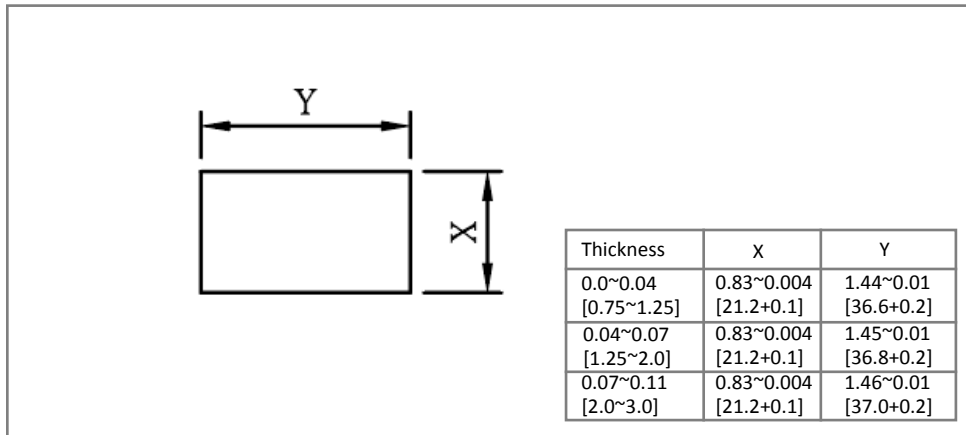 Y
X
Thickness X Y
0.0~0.04 0.83~0.004 1.44~0.01
[0.75~1.25] [21.2+0.1] [36.6+0.2]
0.04~0.07 0.83~0.004 1.45~0.01
[1.25~2.0] [21.2+0.1] [36.8+0.2]
0.07~0.11 0.83~0.004 1.46~0.01
[2.0~3.0] [21.2+0.1] [37.0+0.2]